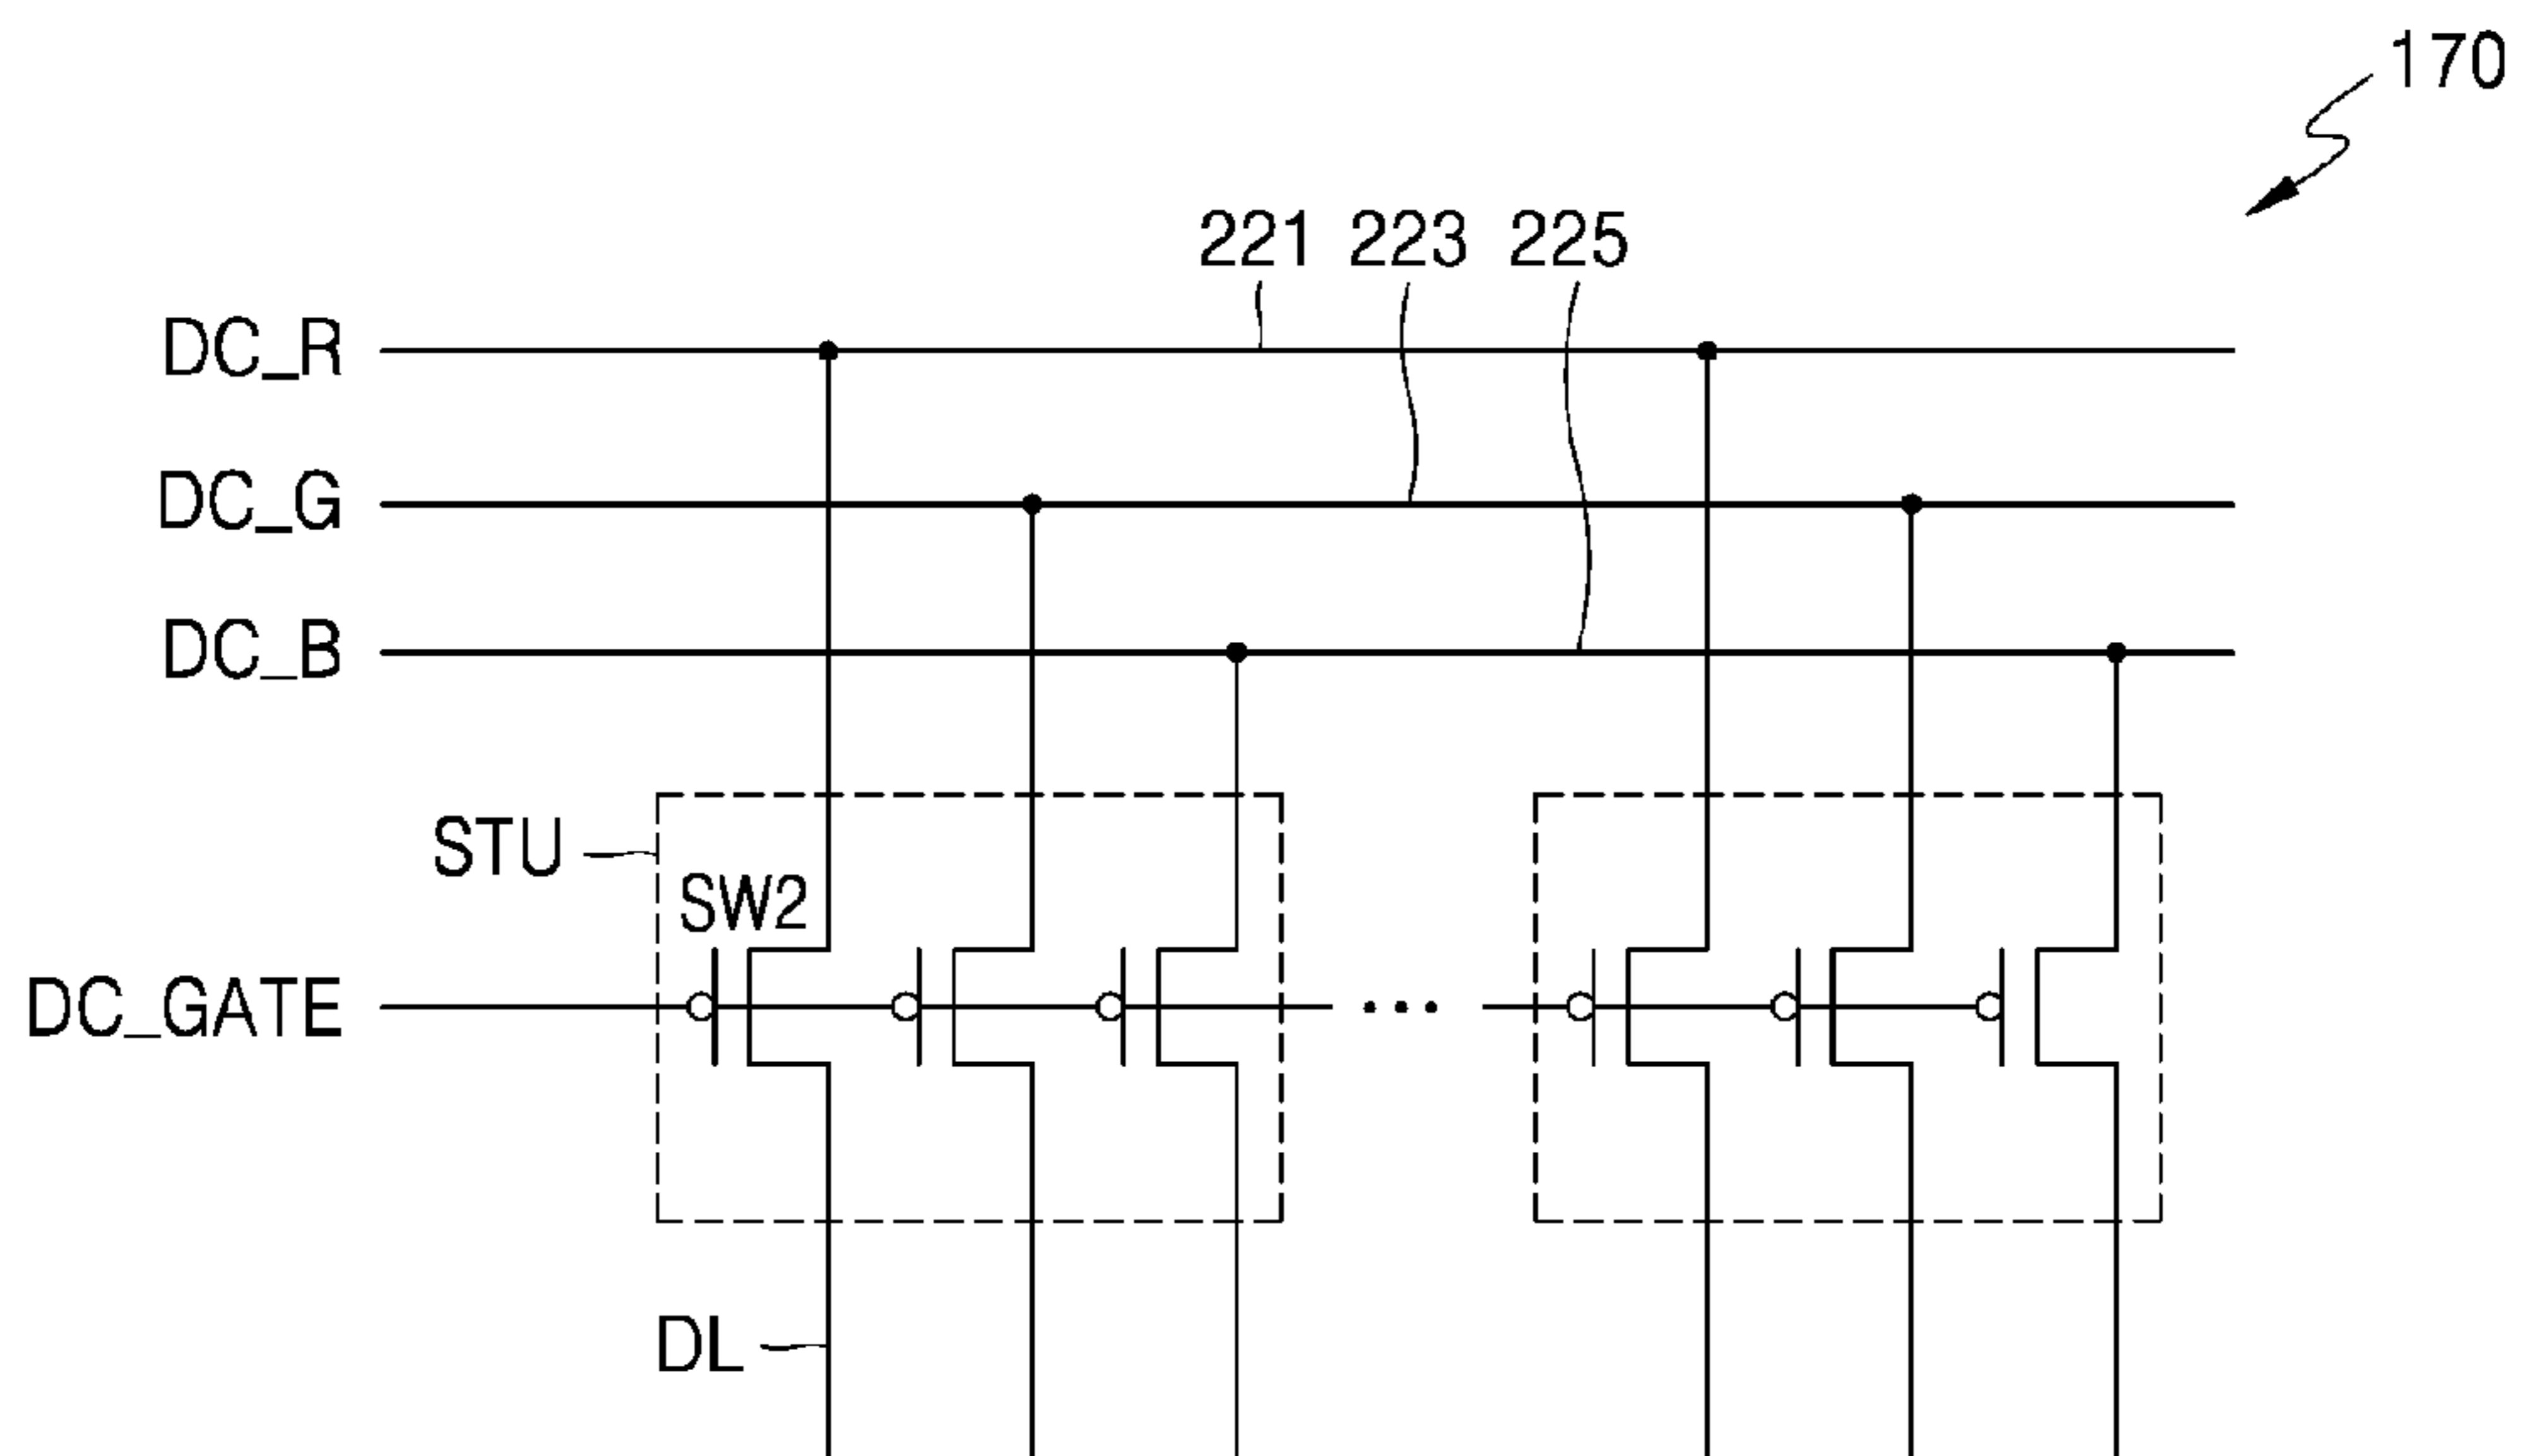 170
221 223 225
DC_R
DC_G
DC_B
STU
SW2
DC_GATE
DL